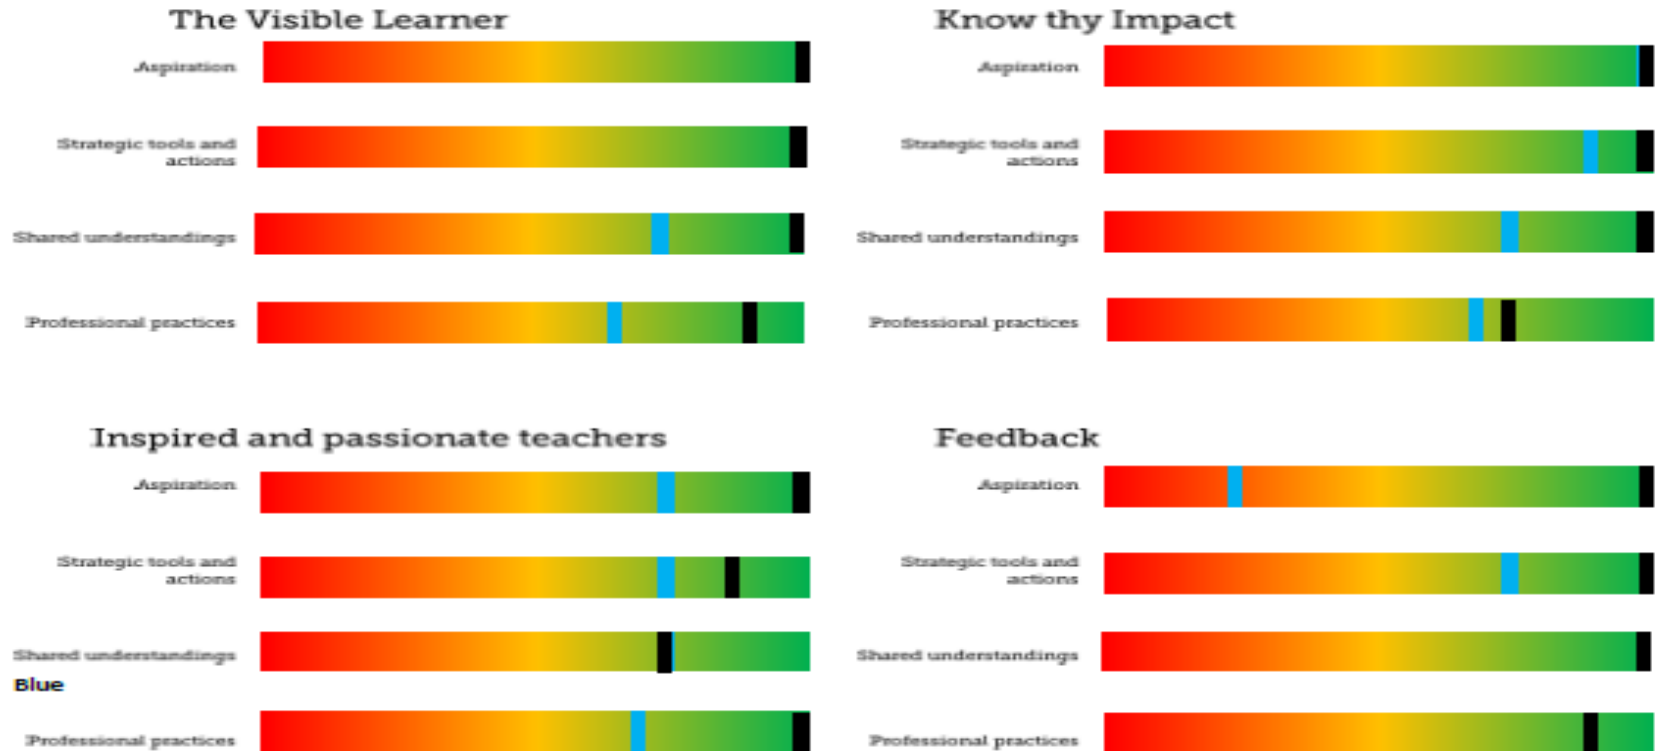 The Visible Learner
Aspiration
Strategic tools and
actions
Shared understandings
Professional practices
Know thy Impact
Aspiration
Strategic tools and
actions
Shared understandings
Professional practices
Inspired and passionate teachers
Aspiration
Strategic tools and
actions
Shared understandings
Blue
Professional practices
Feedback
Aspiration
Strategic tools and
actions
Shared understandings
Professional practices